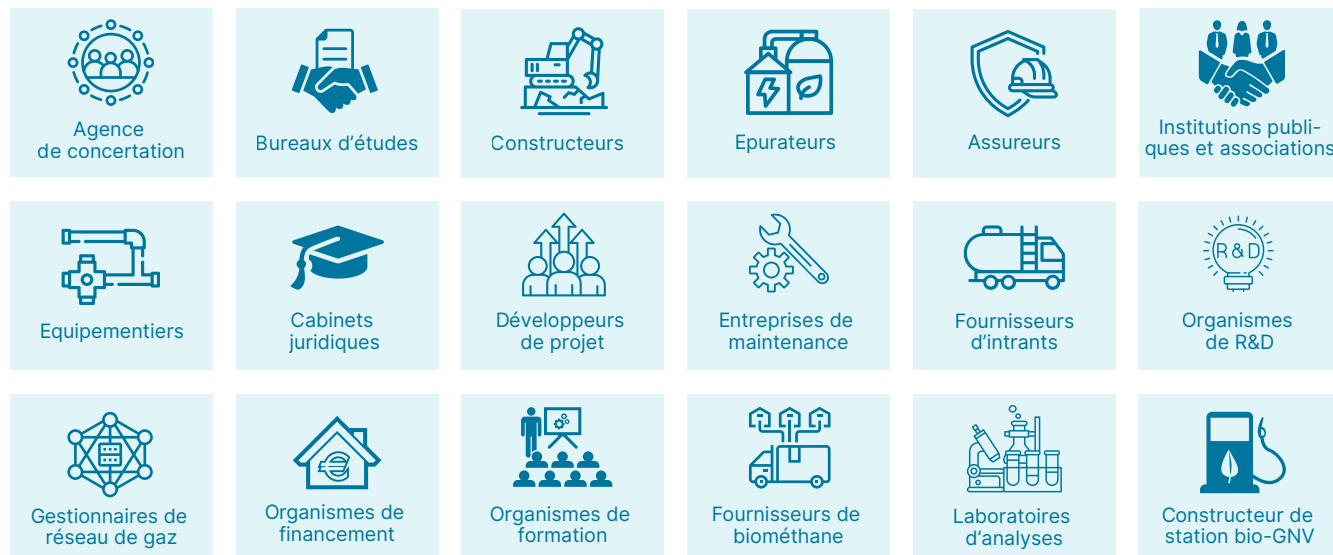 Agence
de concertation
Bureaux d'études
Constructeurs
Epurateurs
Assureurs
Institutions publi-
ques et associations
Equipementiers
Cabinets
juridiques
Développeurs
de projet
Entreprises de
maintenance
Fournisseurs
d'intrants
R & D
Organismes
de R&D
Gestionnaires de
réseau de gaz
£€
Organismes de
financement
Organismes de
formation
Fournisseurs de
biométhane
Laboratoires
d'analyses
Constructeur de
station bio-GNV